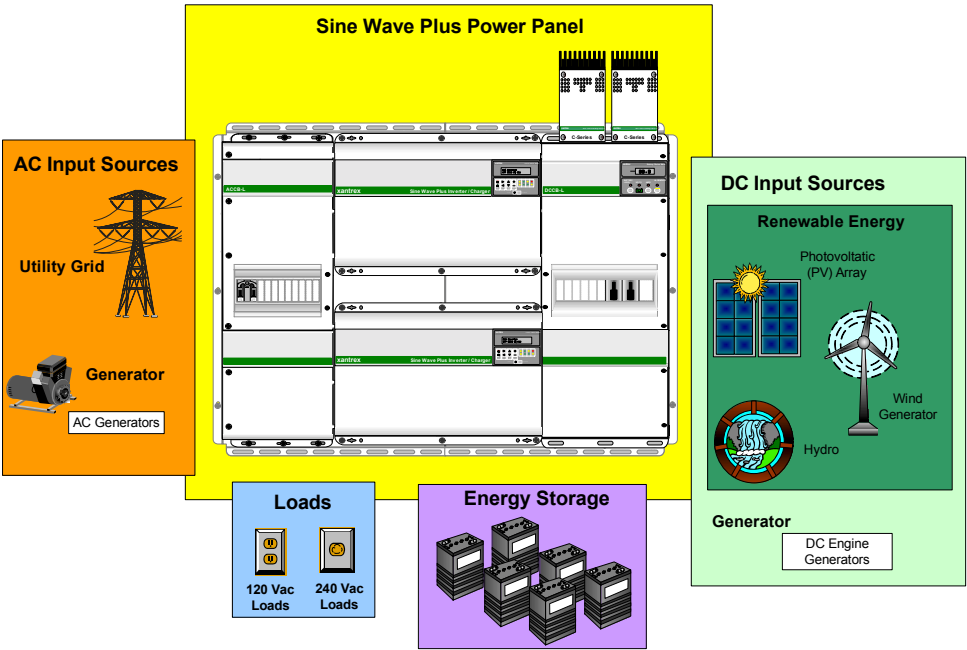 Sine Wave Plus Power Panel
C-Series
C-Series
AC Input Sources
Utility Grid
Generator
AC Generators
ACCB-L
xantrex
Sine Wave Plus Inverter / Charger
DCCB-L
xantrex
Sine Wave Plus Inverter / Charger
DC Input Sources
Renewable Energy
Photovoltatic
(PV) Array
Wind
Generator
Hydro
Generator
DC Engine
Generators
Loads
120 Vac
Loads
240 Vac
Loads
Energy Storage